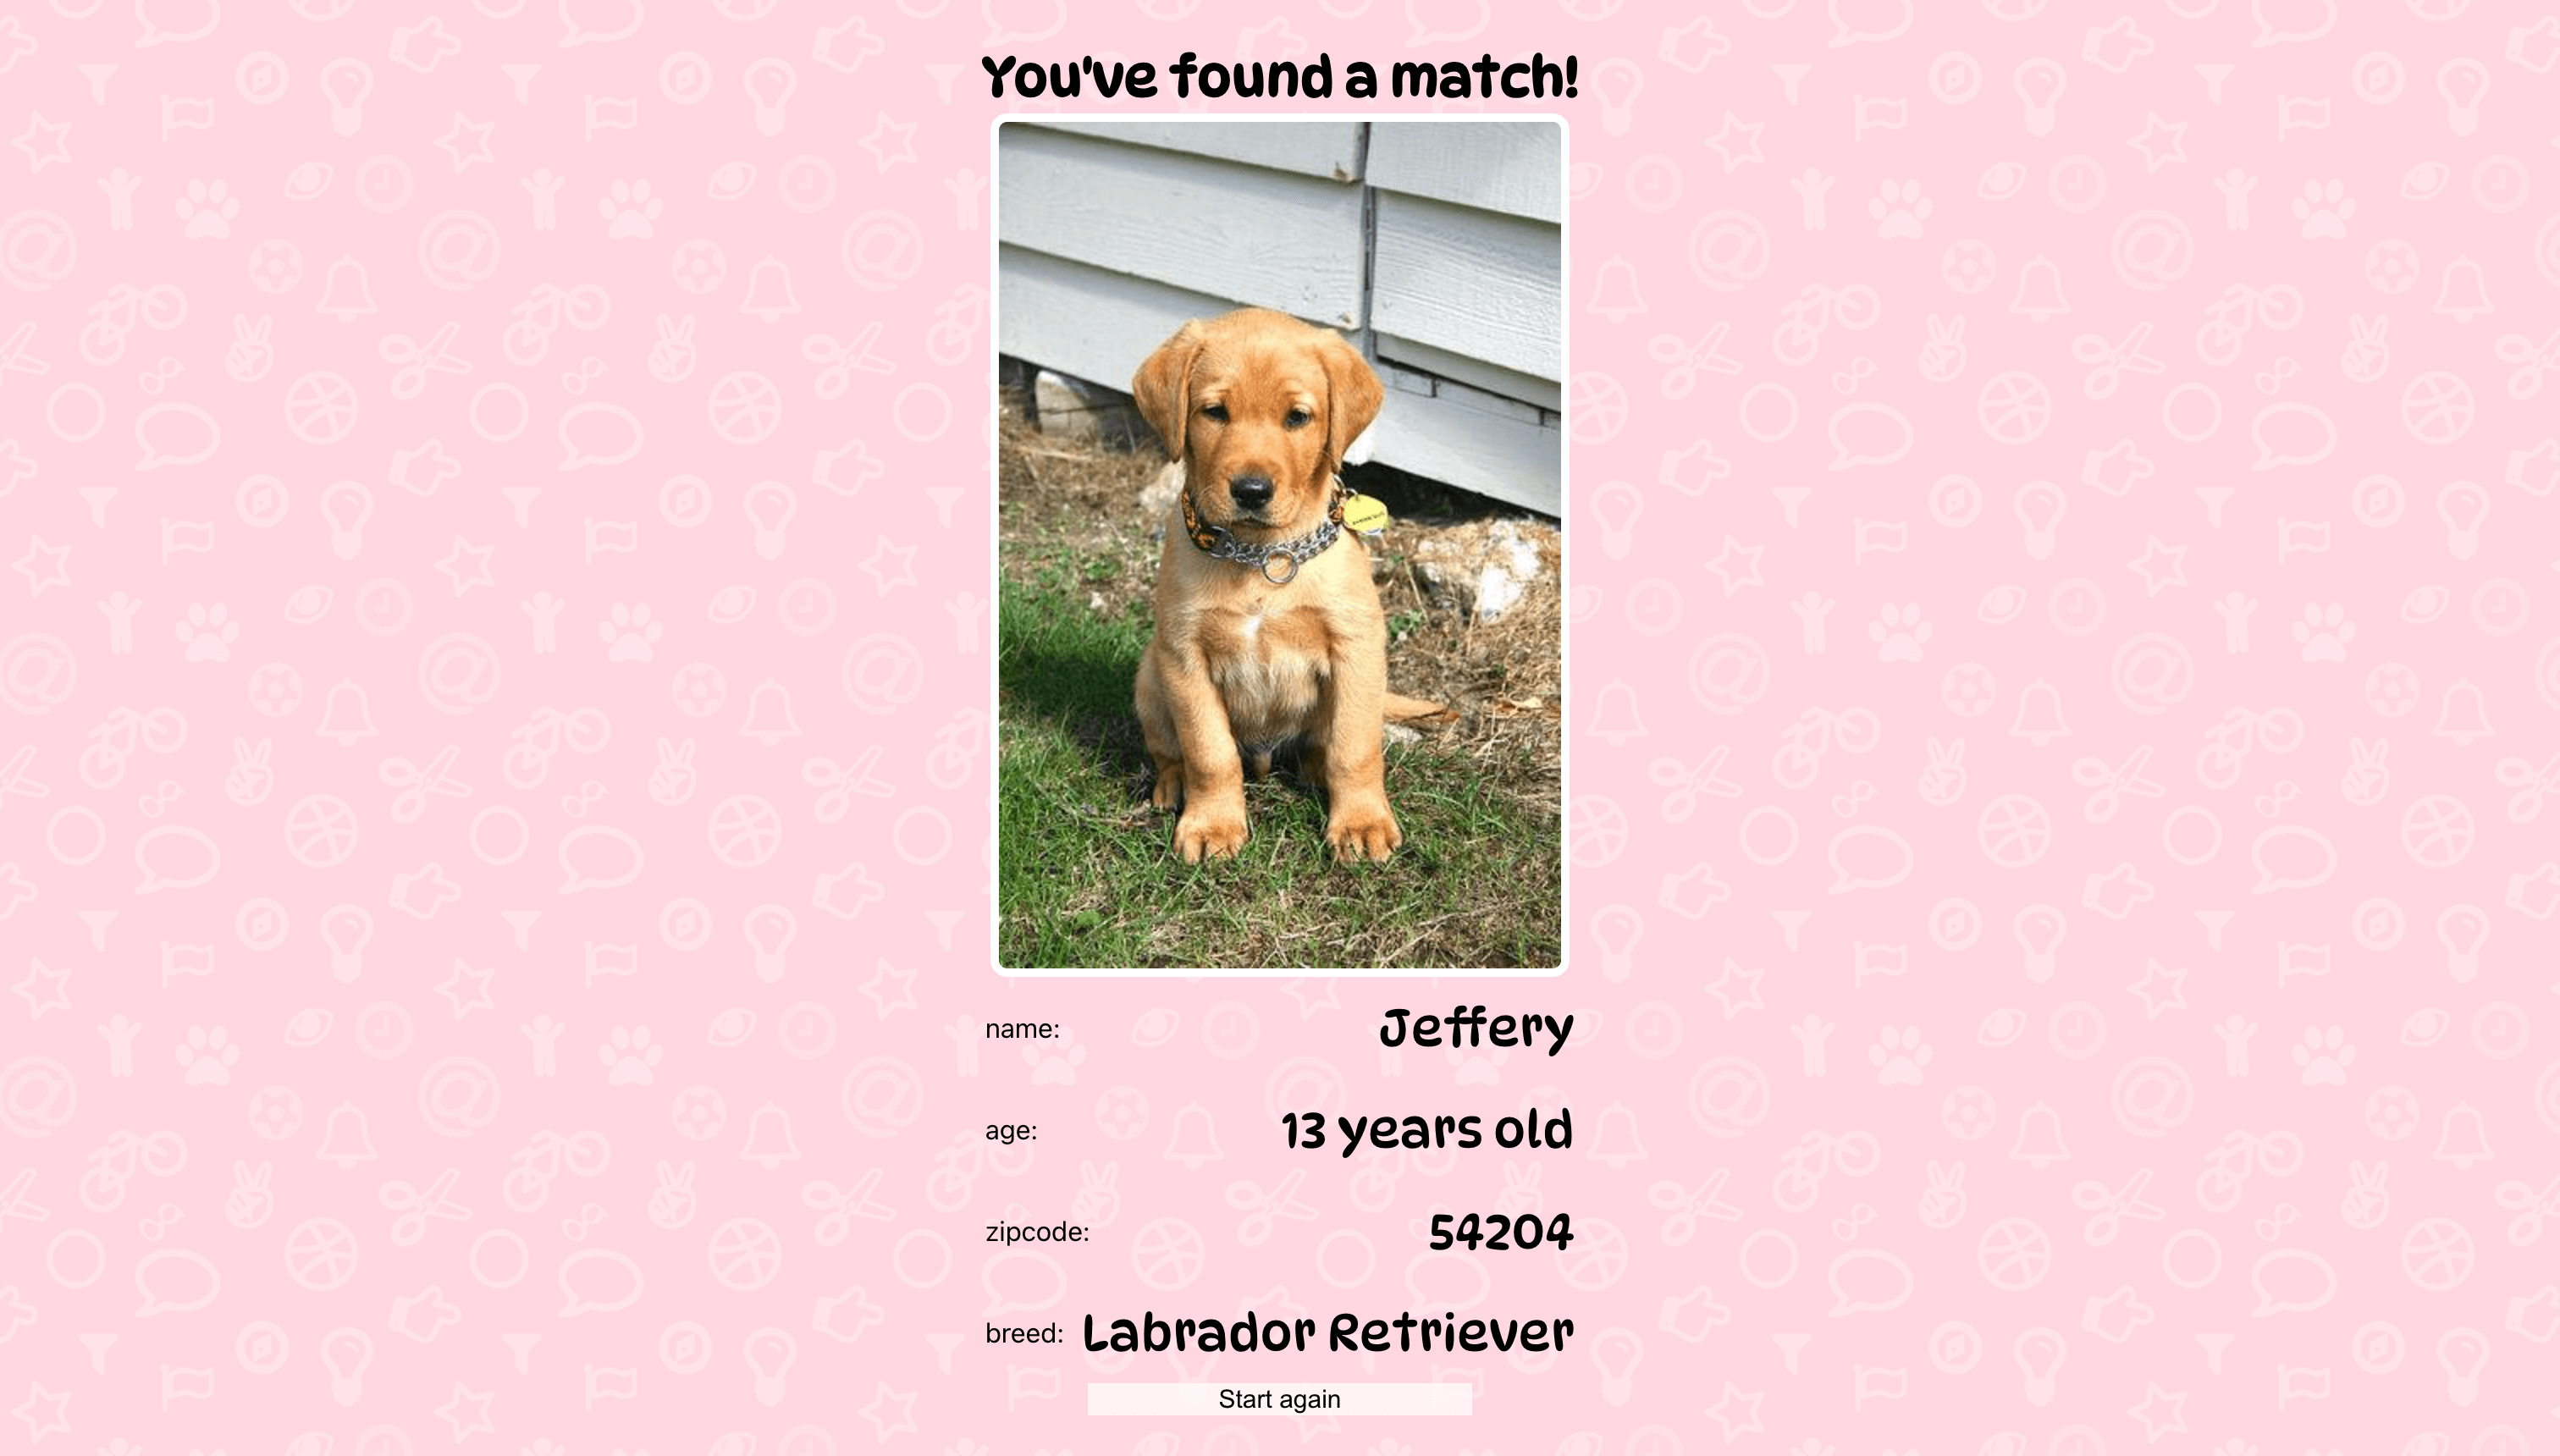 You've found a match!
name: Jeffery
age: 13 years old
zipcode: 54204
breed: Labrador Retriever
Start again